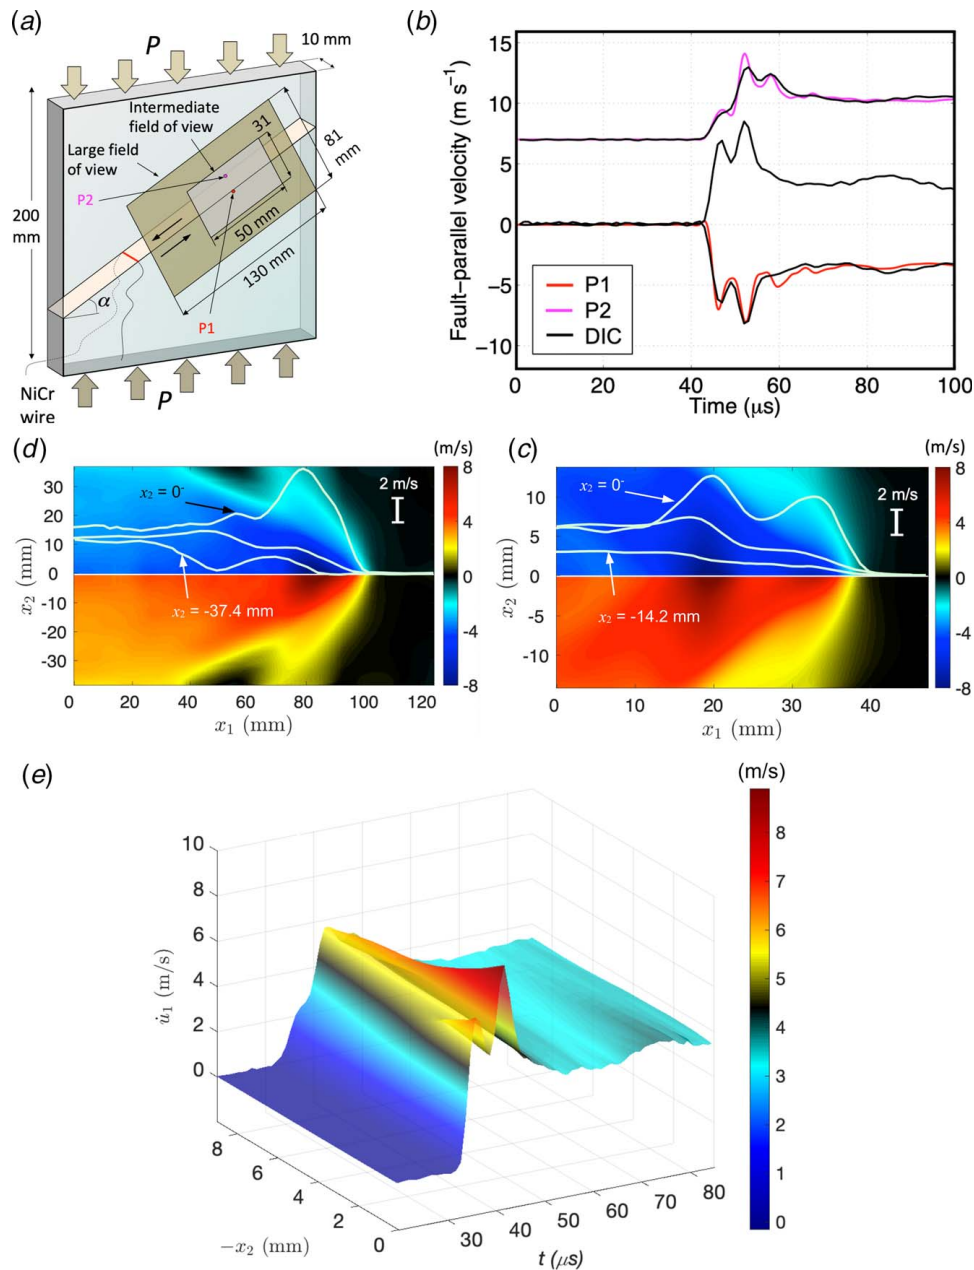 (a)
P
10 mm
Intermediate
field of view
Large field
of view
P2
31
81
mm
200
mm
50 mm
130 mm
α
P1
NiCr
wire
P
(b)
Fault–parallel velocity (m s⁻¹)
15
10
5
0
−5
−10
P1
P2
DIC
0 20 40 60 80 100
Time (μs)
(d)
(m/s)
x₂ = 0⁻
2 m/s
x₂ = -37.4 mm
x₂ (mm)
30
20
10
0
-10
-20
-30
0 20 40 60 80 100 120
x₁ (mm)
8
4
0
-4
-8
(c)
(m/s)
x₂ = 0⁻
2 m/s
x₂ = -14.2 mm
x₂ (mm)
10
5
0
-5
-10
0 10 20 30 40
x₁ (mm)
8
4
0
-4
-8
(e)
(m/s)
u̇₁ (m/s)
10
8
6
4
2
0
8 6 4 2 0
−x₂ (mm)
30 40 50 60 70 80
t (μs)
8
7
6
5
4
3
2
1
0